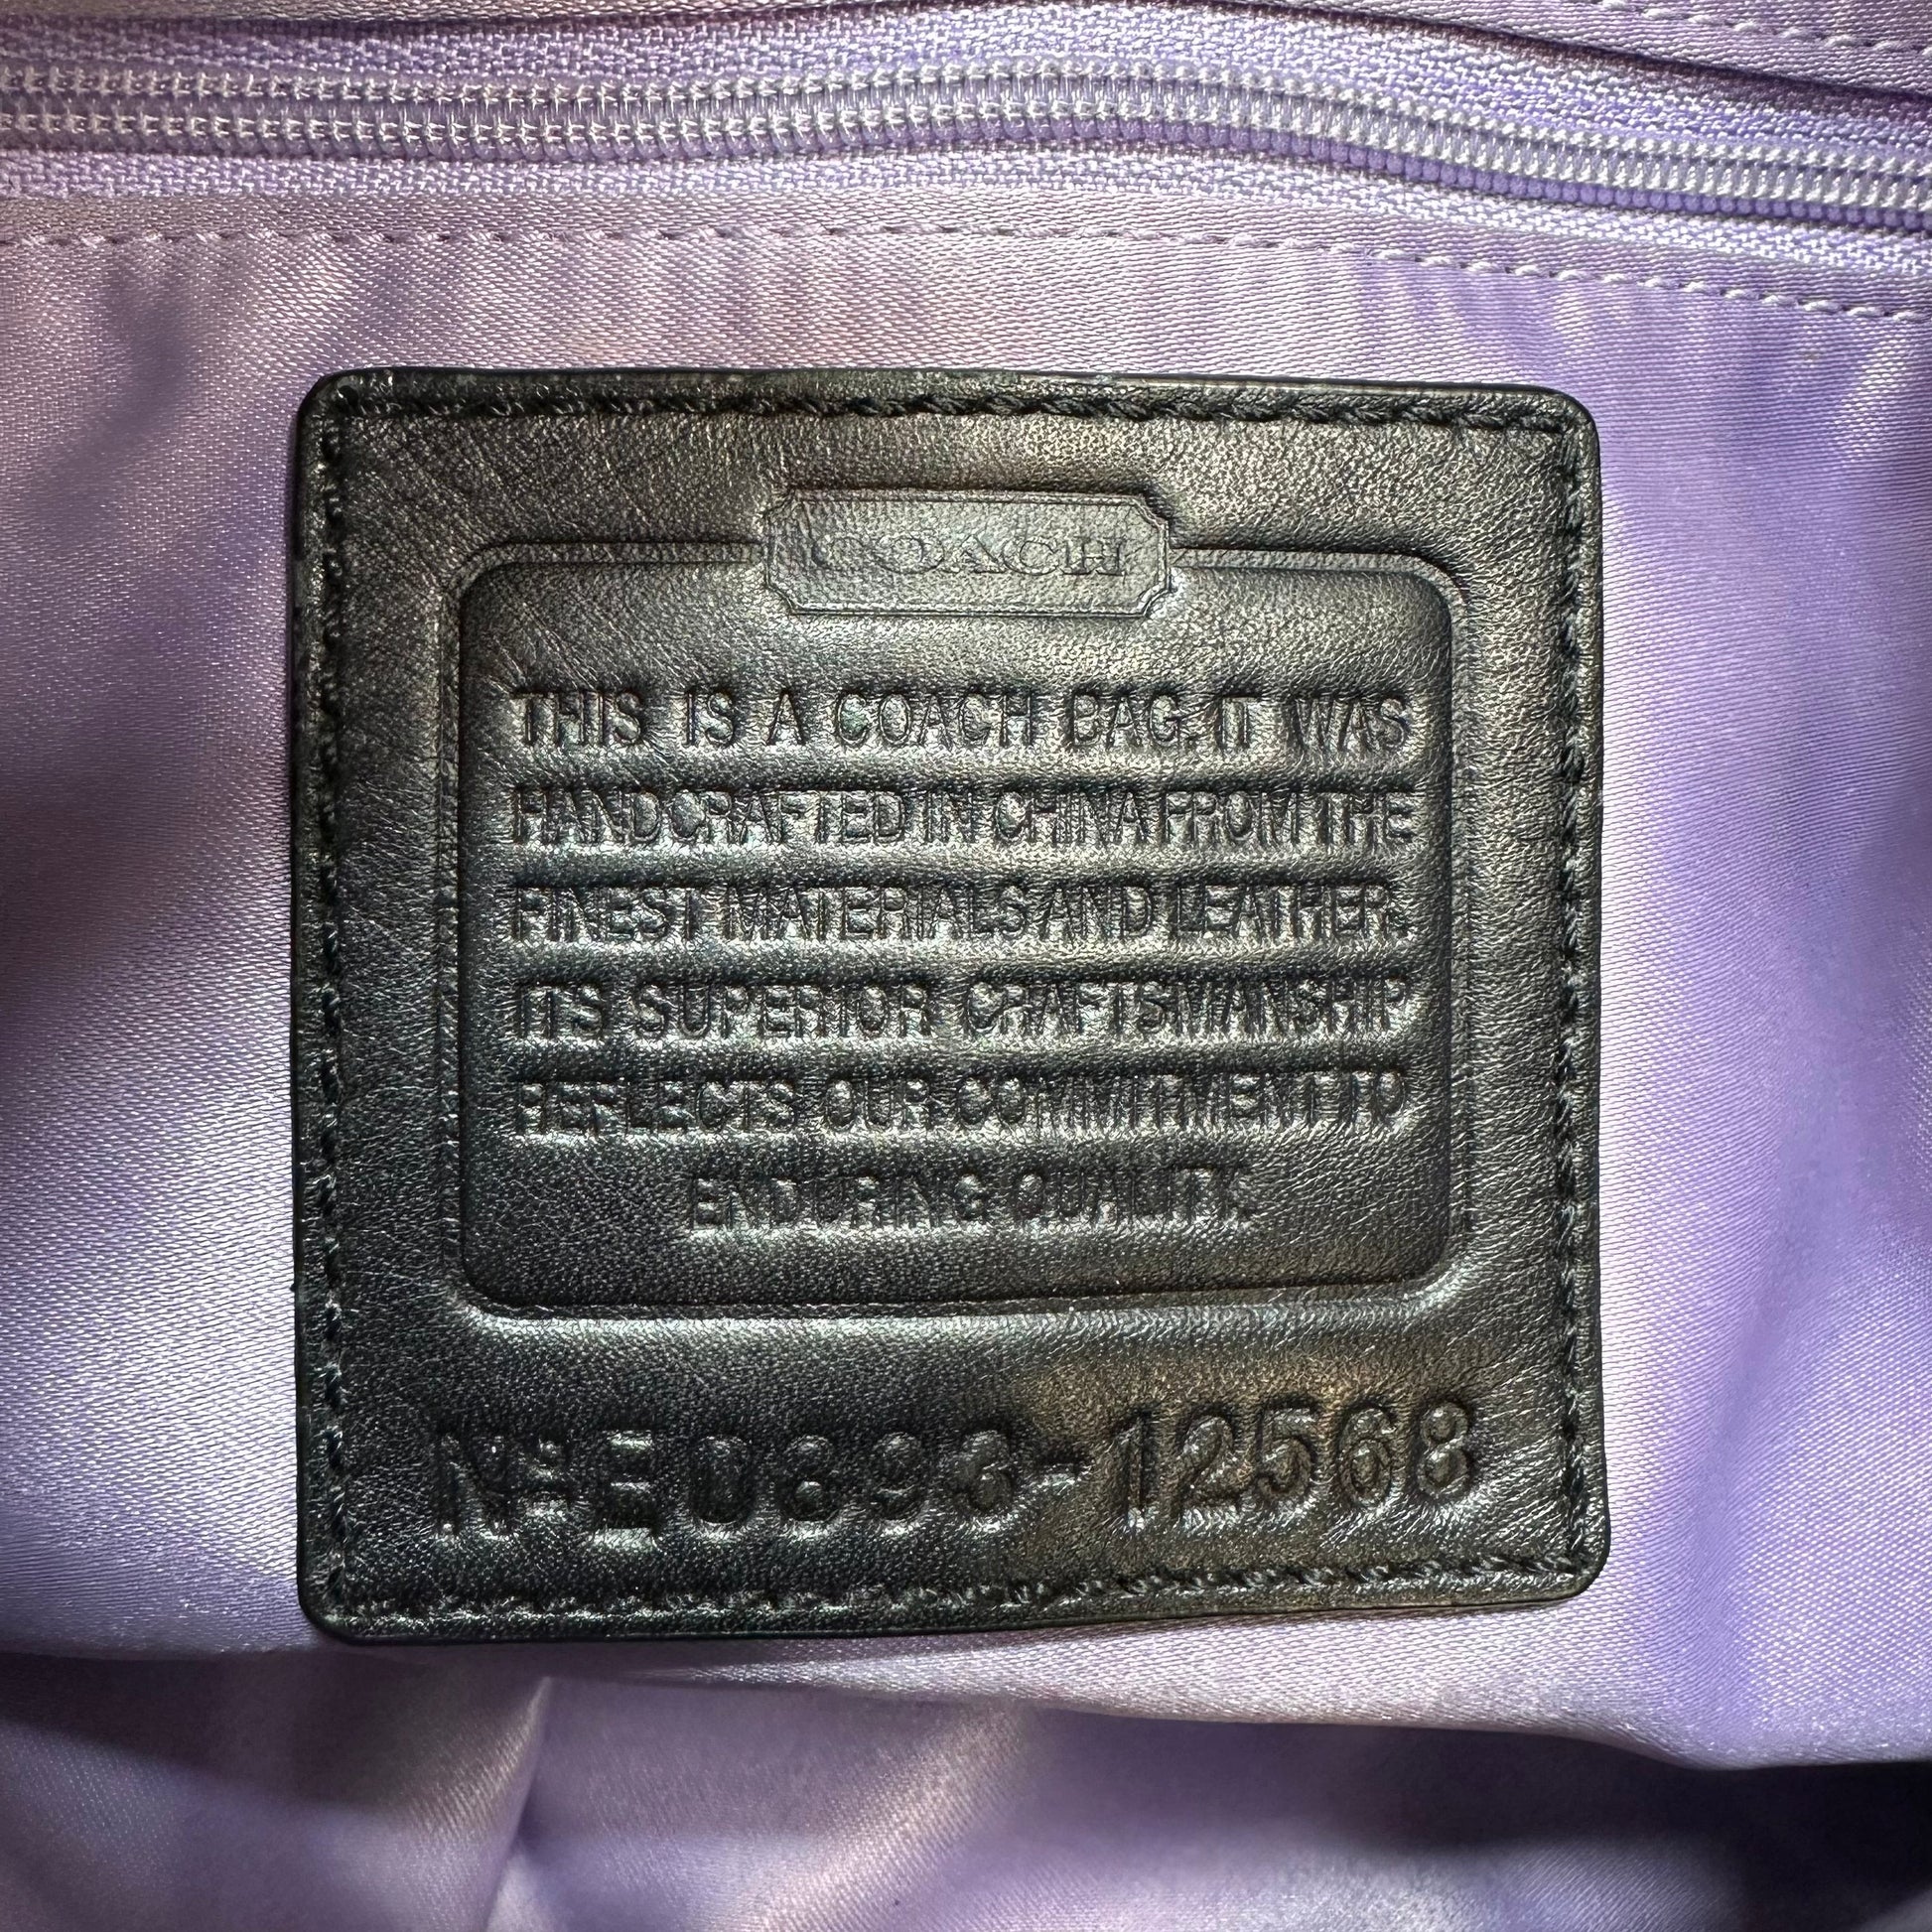 COACH
THIS IS A COACH BAG. IT WAS
HANDCRAFTED IN CHINA FROM THE
FINEST MATERIALS AND LEATHER.
ITS SUPERIOR CRAFTSMANSHIP
REFLECTS OUR COMMITMENT TO
ENDURING QUALITY.
Nº E0893-12568